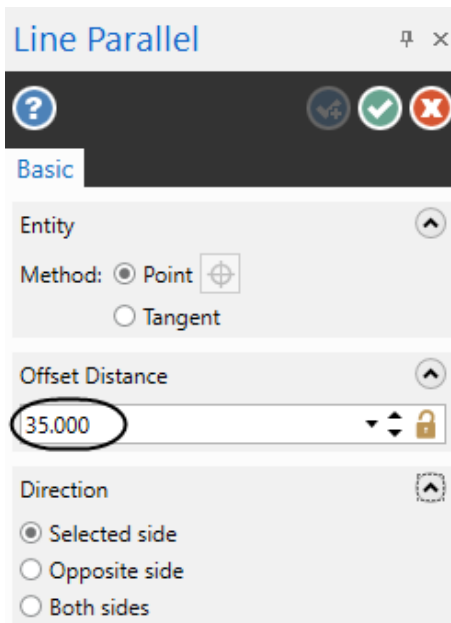 Line Parallel
Basic
Entity
Method: Point
Tangent
Offset Distance
35.000
Direction
Selected side
Opposite side
Both sides